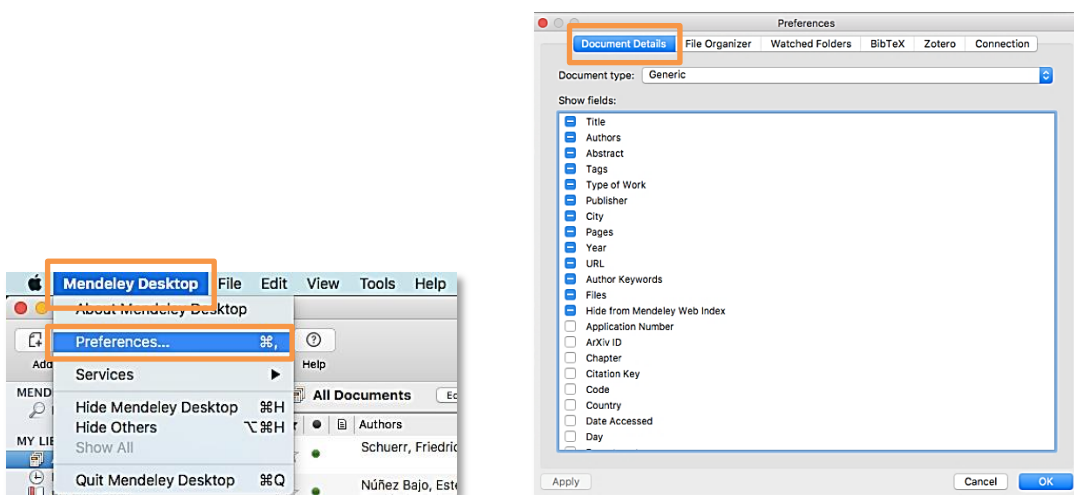 Mendeley Desktop File Edit View Tools Help
About Mendeley Desktop
Preferences... ⌘,
Help
Services
MEND
All Documents
Hide Mendeley Desktop ⌘H
Hide Others ⌥⌘H
Authors
MY LIE
Show All
Schuerr, Friedric
Quit Mendeley Desktop ⌘Q
Núñez Bajo, Este
Preferences
Document Details File Organizer Watched Folders BibTeX Zotero Connection
Document type: Generic
Show fields:
Title
Authors
Abstract
Tags
Type of Work
Publisher
City
Pages
Year
URL
Author Keywords
Files
Hide from Mendeley Web Index
Application Number
ArXiv ID
Chapter
Citation Key
Code
Country
Date Accessed
Day
Apply Cancel OK